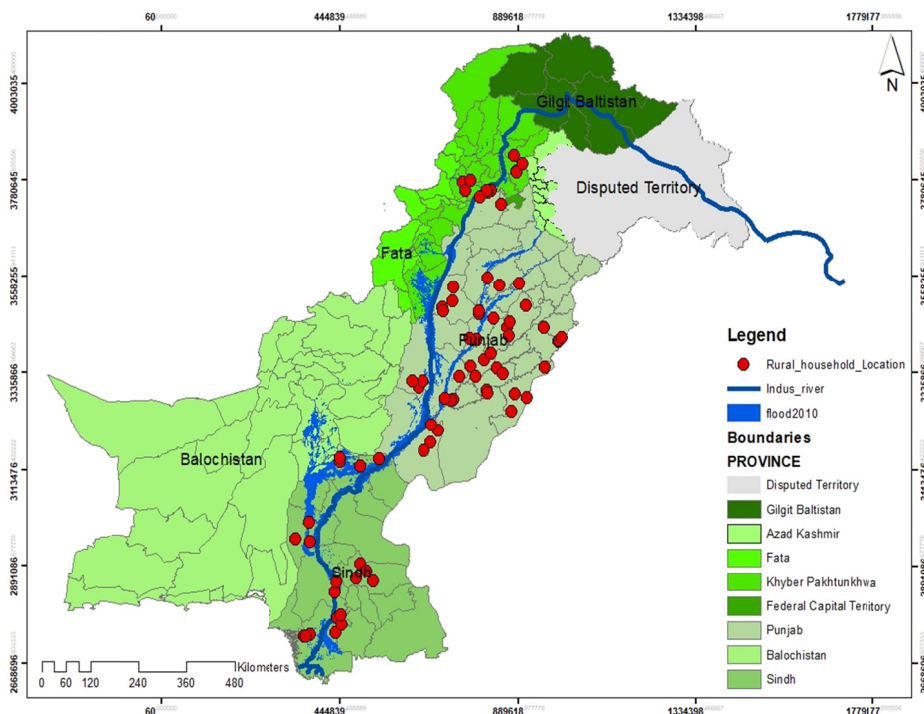 60 444839 889618 1334398 1779177
4003035
N
Gilgit Baltistan
3780645
Disputed Territory
Fata
3558255
Legend
Punjab
Rural_household_Location
3335866
Indus_river
flood2010
Boundaries
Balochistan
PROVINCE
3113476
Disputed Territory
Gilgit Baltistan
Azad Kashmir
2891086
Fata
Sindh
Khyber Pakhtunkhwa
Federal Capital Territory
Punjab
Balochistan
2668696
Kilometers
Sindh
0 60 120 240 360 480
60 444839 889618 1334398 1779177